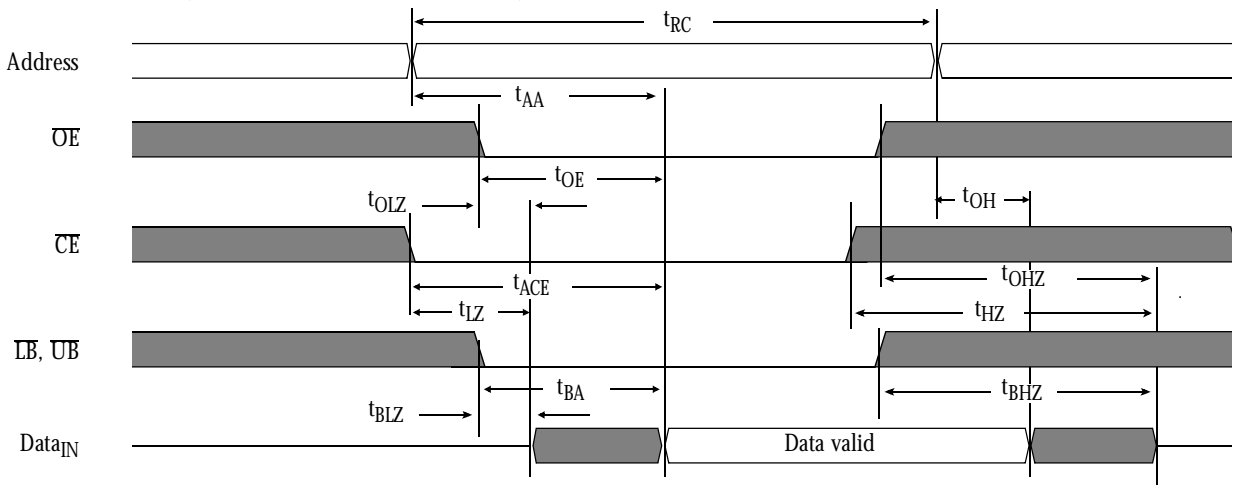 tRC
Address
tAA
OE
tOE
tOLZ
tOH
CE
tACE
tOHZ
tLZ
tHZ
LB, UB
tBA
tBHZ
tBLZ
DataIN
Data valid